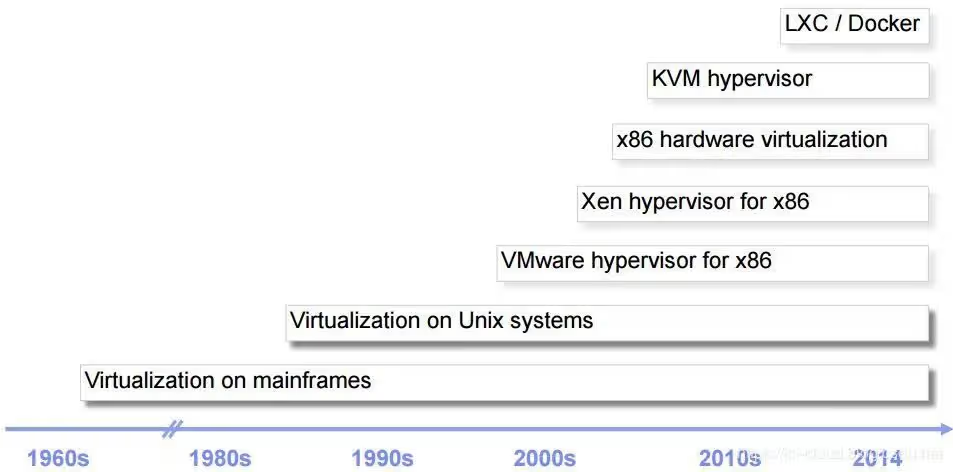 LXC / Docker
KVM hypervisor
x86 hardware virtualization
Xen hypervisor for x86
VMware hypervisor for x86
Virtualization on Unix systems
Virtualization on mainframes
1960s 1980s 1990s 2000s 2010s 2014